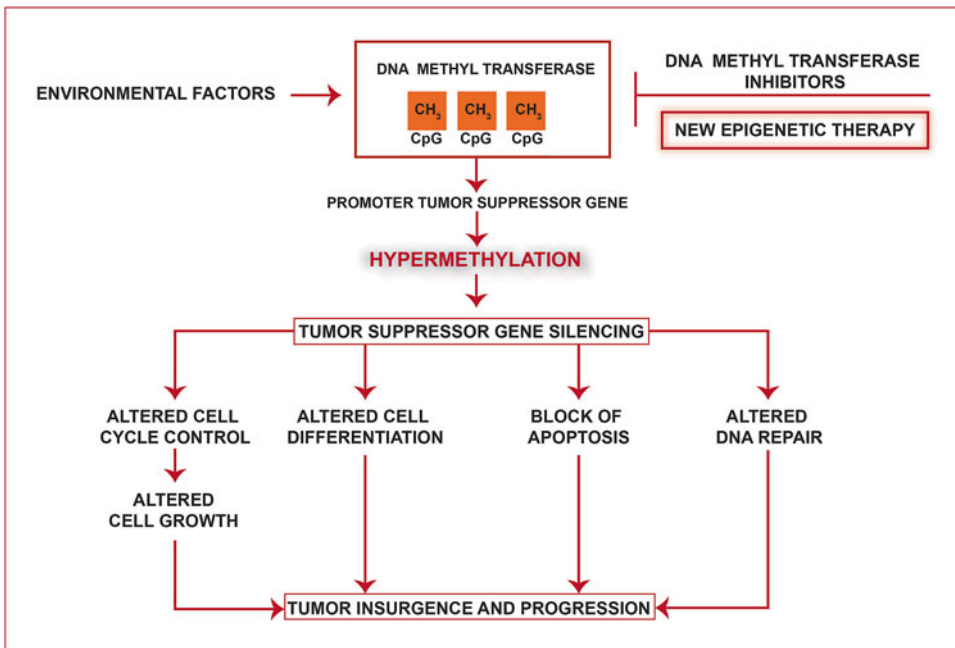 DNA METHYL TRANSFERASE
CH3 CH3 CH3
CpG CpG CpG
ENVIRONMENTAL FACTORS
DNA METHYL TRANSFERASE
INHIBITORS
NEW EPIGENETIC THERAPY
PROMOTER TUMOR SUPPRESSOR GENE
HYPERMETHYLATION
TUMOR SUPPRESSOR GENE SILENCING
ALTERED CELL
CYCLE CONTROL
ALTERED CELL
DIFFERENTIATION
BLOCK OF
APOPTOSIS
ALTERED
DNA REPAIR
ALTERED
CELL GROWTH
TUMOR INSURGENCE AND PROGRESSION